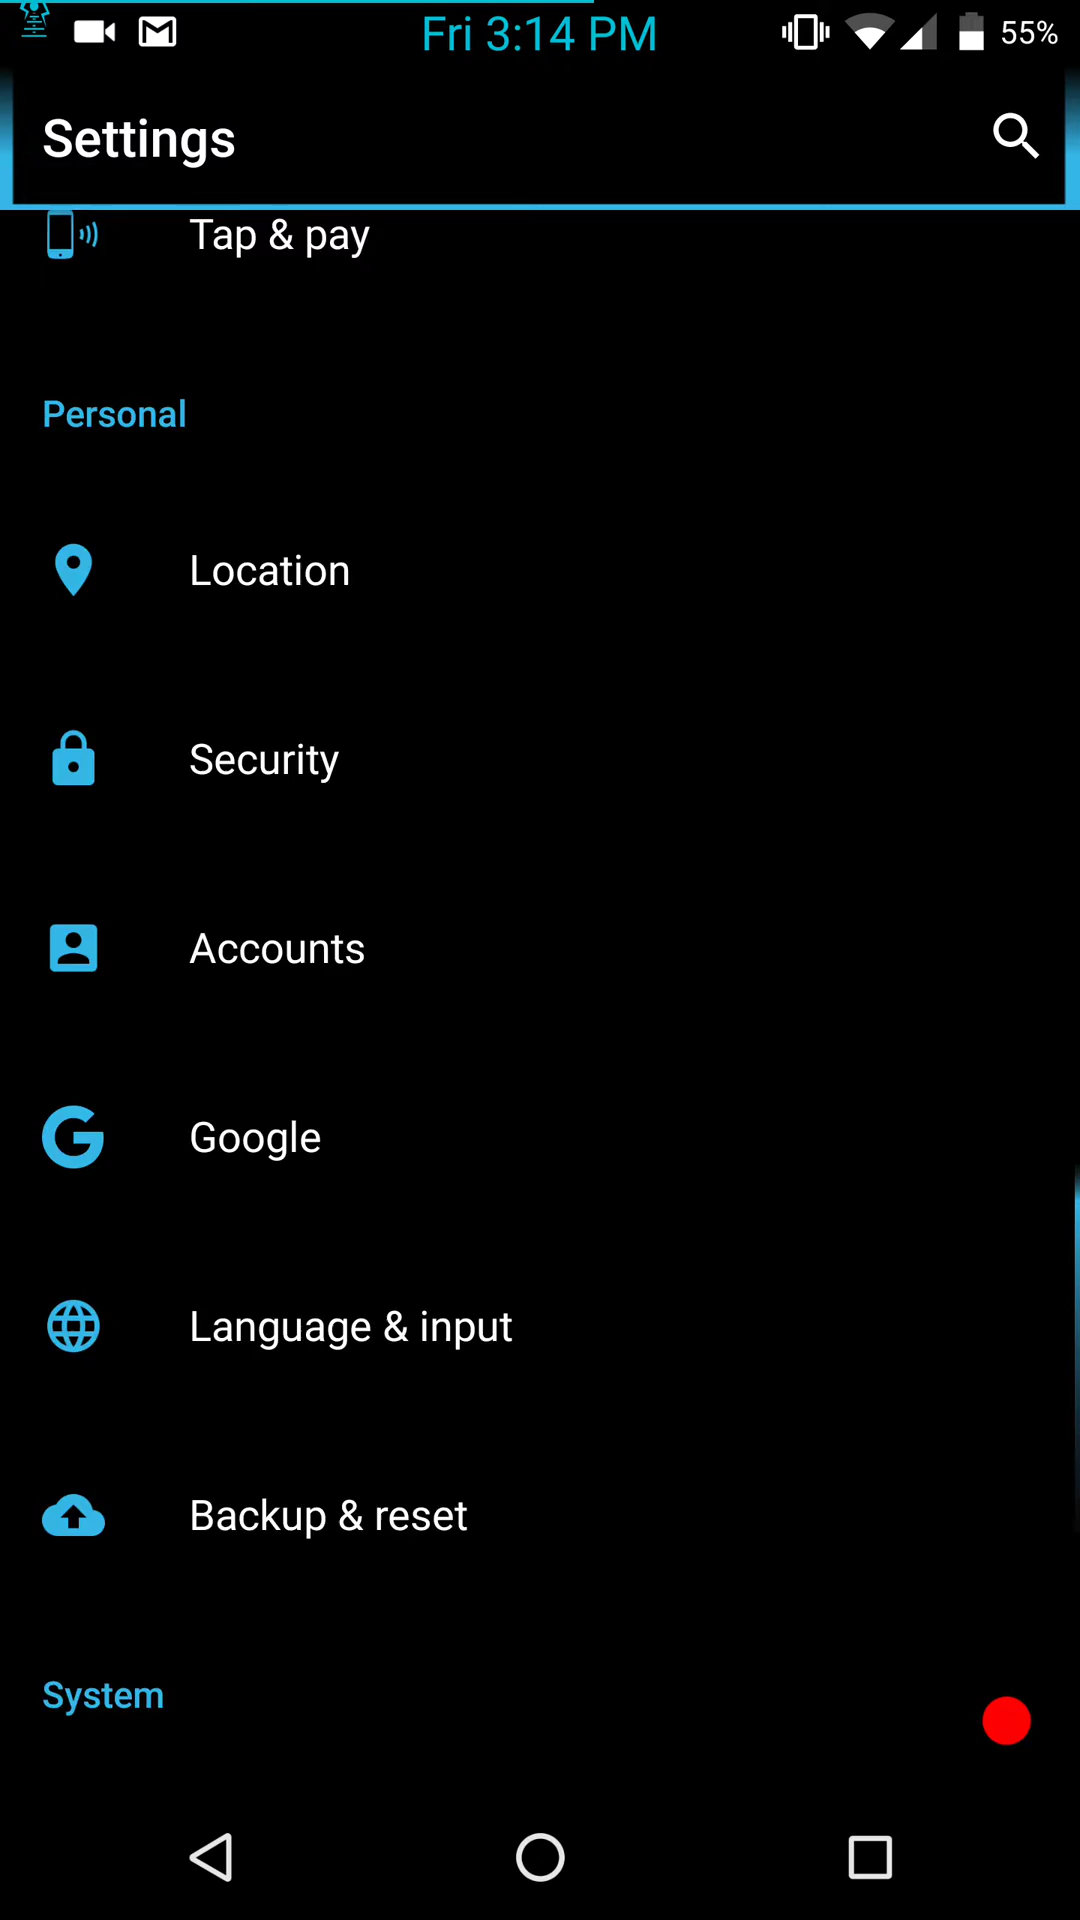 Fri 3:14 PM
55%
Settings
Tap & pay
Personal
Location
Security
Accounts
Google
Language & input
Backup & reset
System